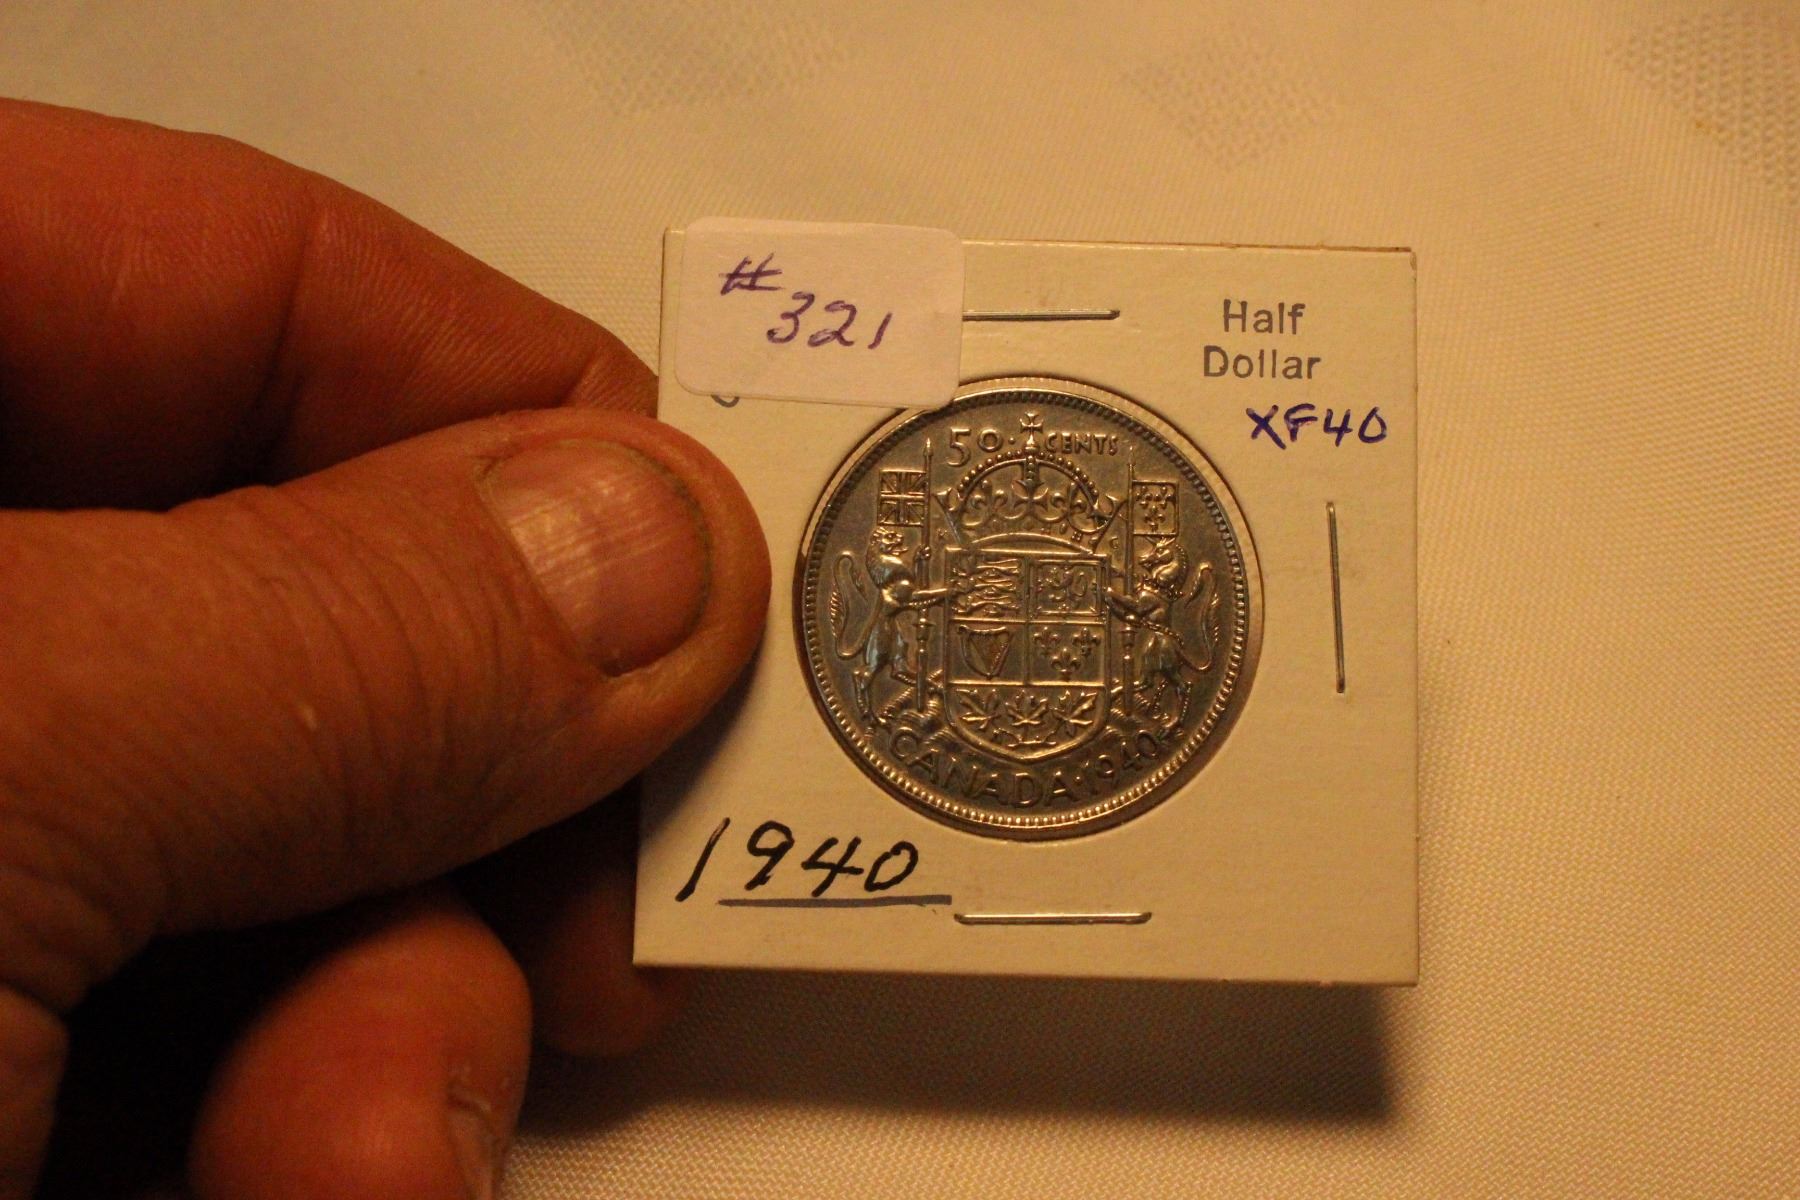 #
321
Half
Dollar
XF40
50 · CENTS
CANADA · 1940
1940